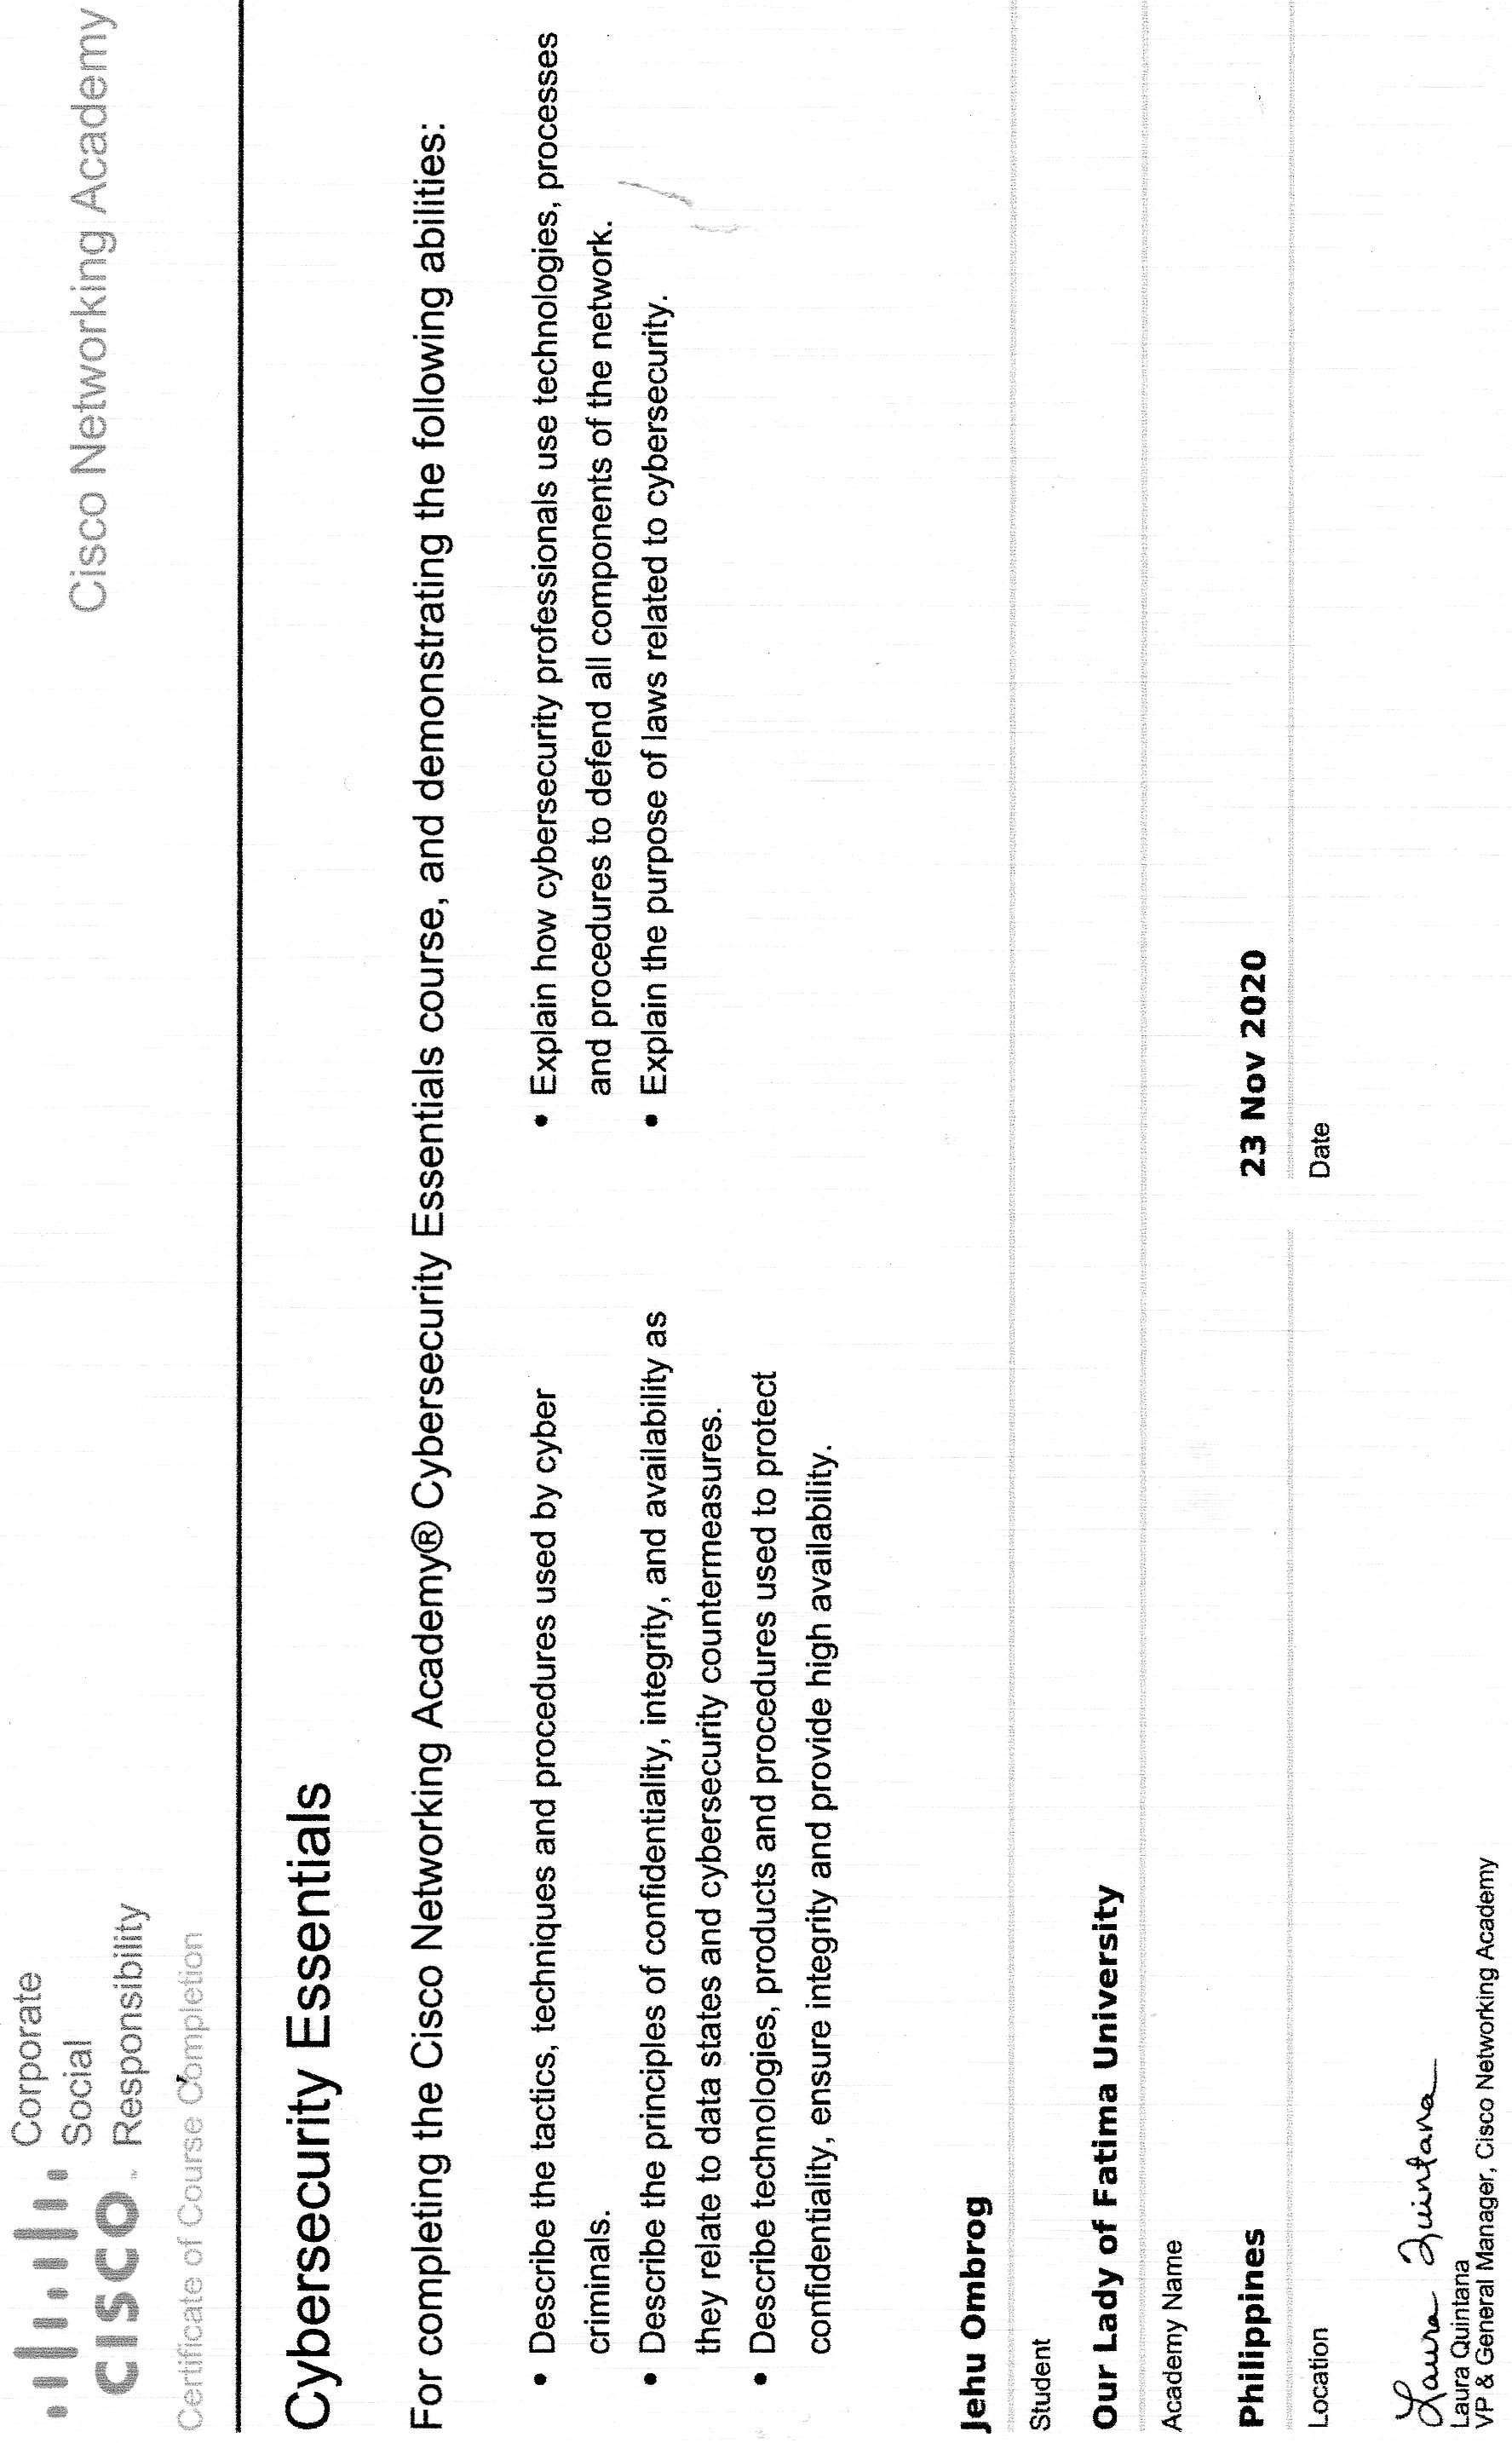 Corporate
Social
Responsibility
CISCO™
Cisco Networking Academy
Certificate of Course Completion
Cybersecurity Essentials
For completing the Cisco Networking Academy® Cybersecurity Essentials course, and demonstrating the following abilities:
• Describe the tactics, techniques and procedures used by cyber
criminals.
• Describe the principles of confidentiality, integrity, and availability as
they relate to data states and cybersecurity countermeasures.
• Describe technologies, products and procedures used to protect
confidentiality, ensure integrity and provide high availability.
• Explain how cybersecurity professionals use technologies, processes
and procedures to defend all components of the network.
• Explain the purpose of laws related to cybersecurity.
Jehu Ombrog
Student
Our Lady of Fatima University
Academy Name
Philippines
Location
23 Nov 2020
Date
Laura Quintana
Laura Quintana
VP & General Manager, Cisco Networking Academy